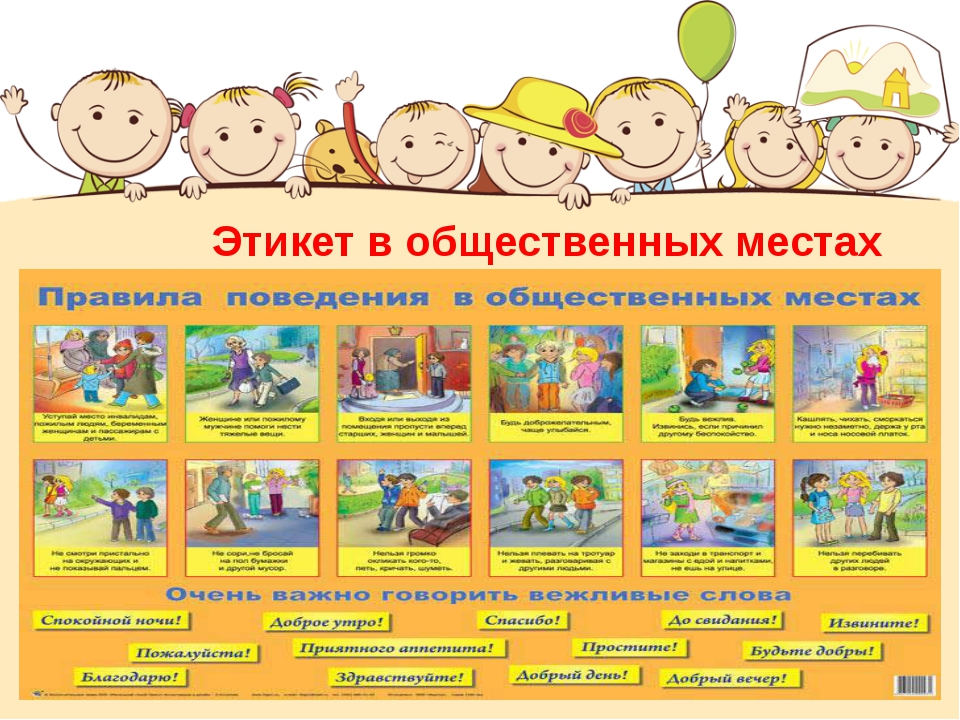 Этикет в общественных местах
Правила поведения в общественных местах
Уступай место инвалидам,
пожилым людям, беременным
женщинам и пассажирам с
детьми.
Женщине или пожилому
мужчине помоги нести
тяжелые вещи.
Входя или выходя из
помещения пропусти вперед
старших, женщин и малышей.
Будь доброжелательным,
чаще улыбайся.
Будь вежлив.
Извинись, если причинил
другому беспокойство.
Кашлять, чихать, сморкаться
нужно незаметно, держа у рта
и носа носовой платок.
Не смотри пристально
на окружающих и
не показывай пальцем.
Не сори, не бросай
на пол бумажки
и другой мусор.
Нельзя громко
окликать кого-то,
петь, кричать, шуметь.
Нельзя плевать на тротуар
и жевать, разговаривая с
другими людьми.
Не заходи в транспорт и
магазины с едой и напитками,
не ешь на улице.
Нельзя перебивать
других людей
в разговоре.
Очень важно говорить вежливые слова
Спокойной ночи!
Доброе утро!
Спасибо!
До свидания!
Извините!
Пожалуйста!
Приятного аппетита!
Простите!
Будьте добры!
Благодарю!
Здравствуйте!
Добрый день!
Добрый вечер!